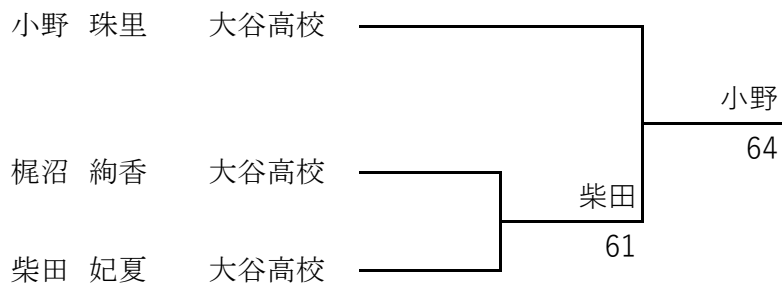 小野 珠里 大谷高校
小野
64
梶沼 絢香 大谷高校
柴田
61
柴田 妃夏 大谷高校